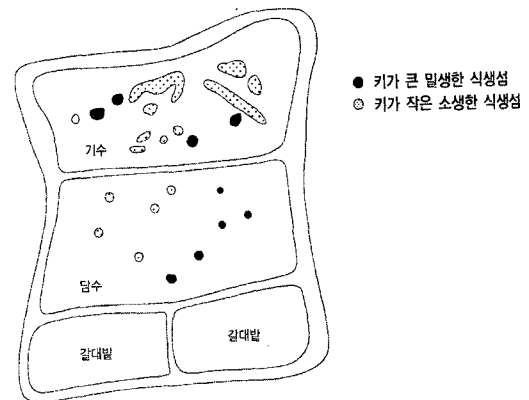 키가 큰 밀생한 식생섬
키가 작은 소생한 식생섬
기수
담수
갈대밭
갈대밭